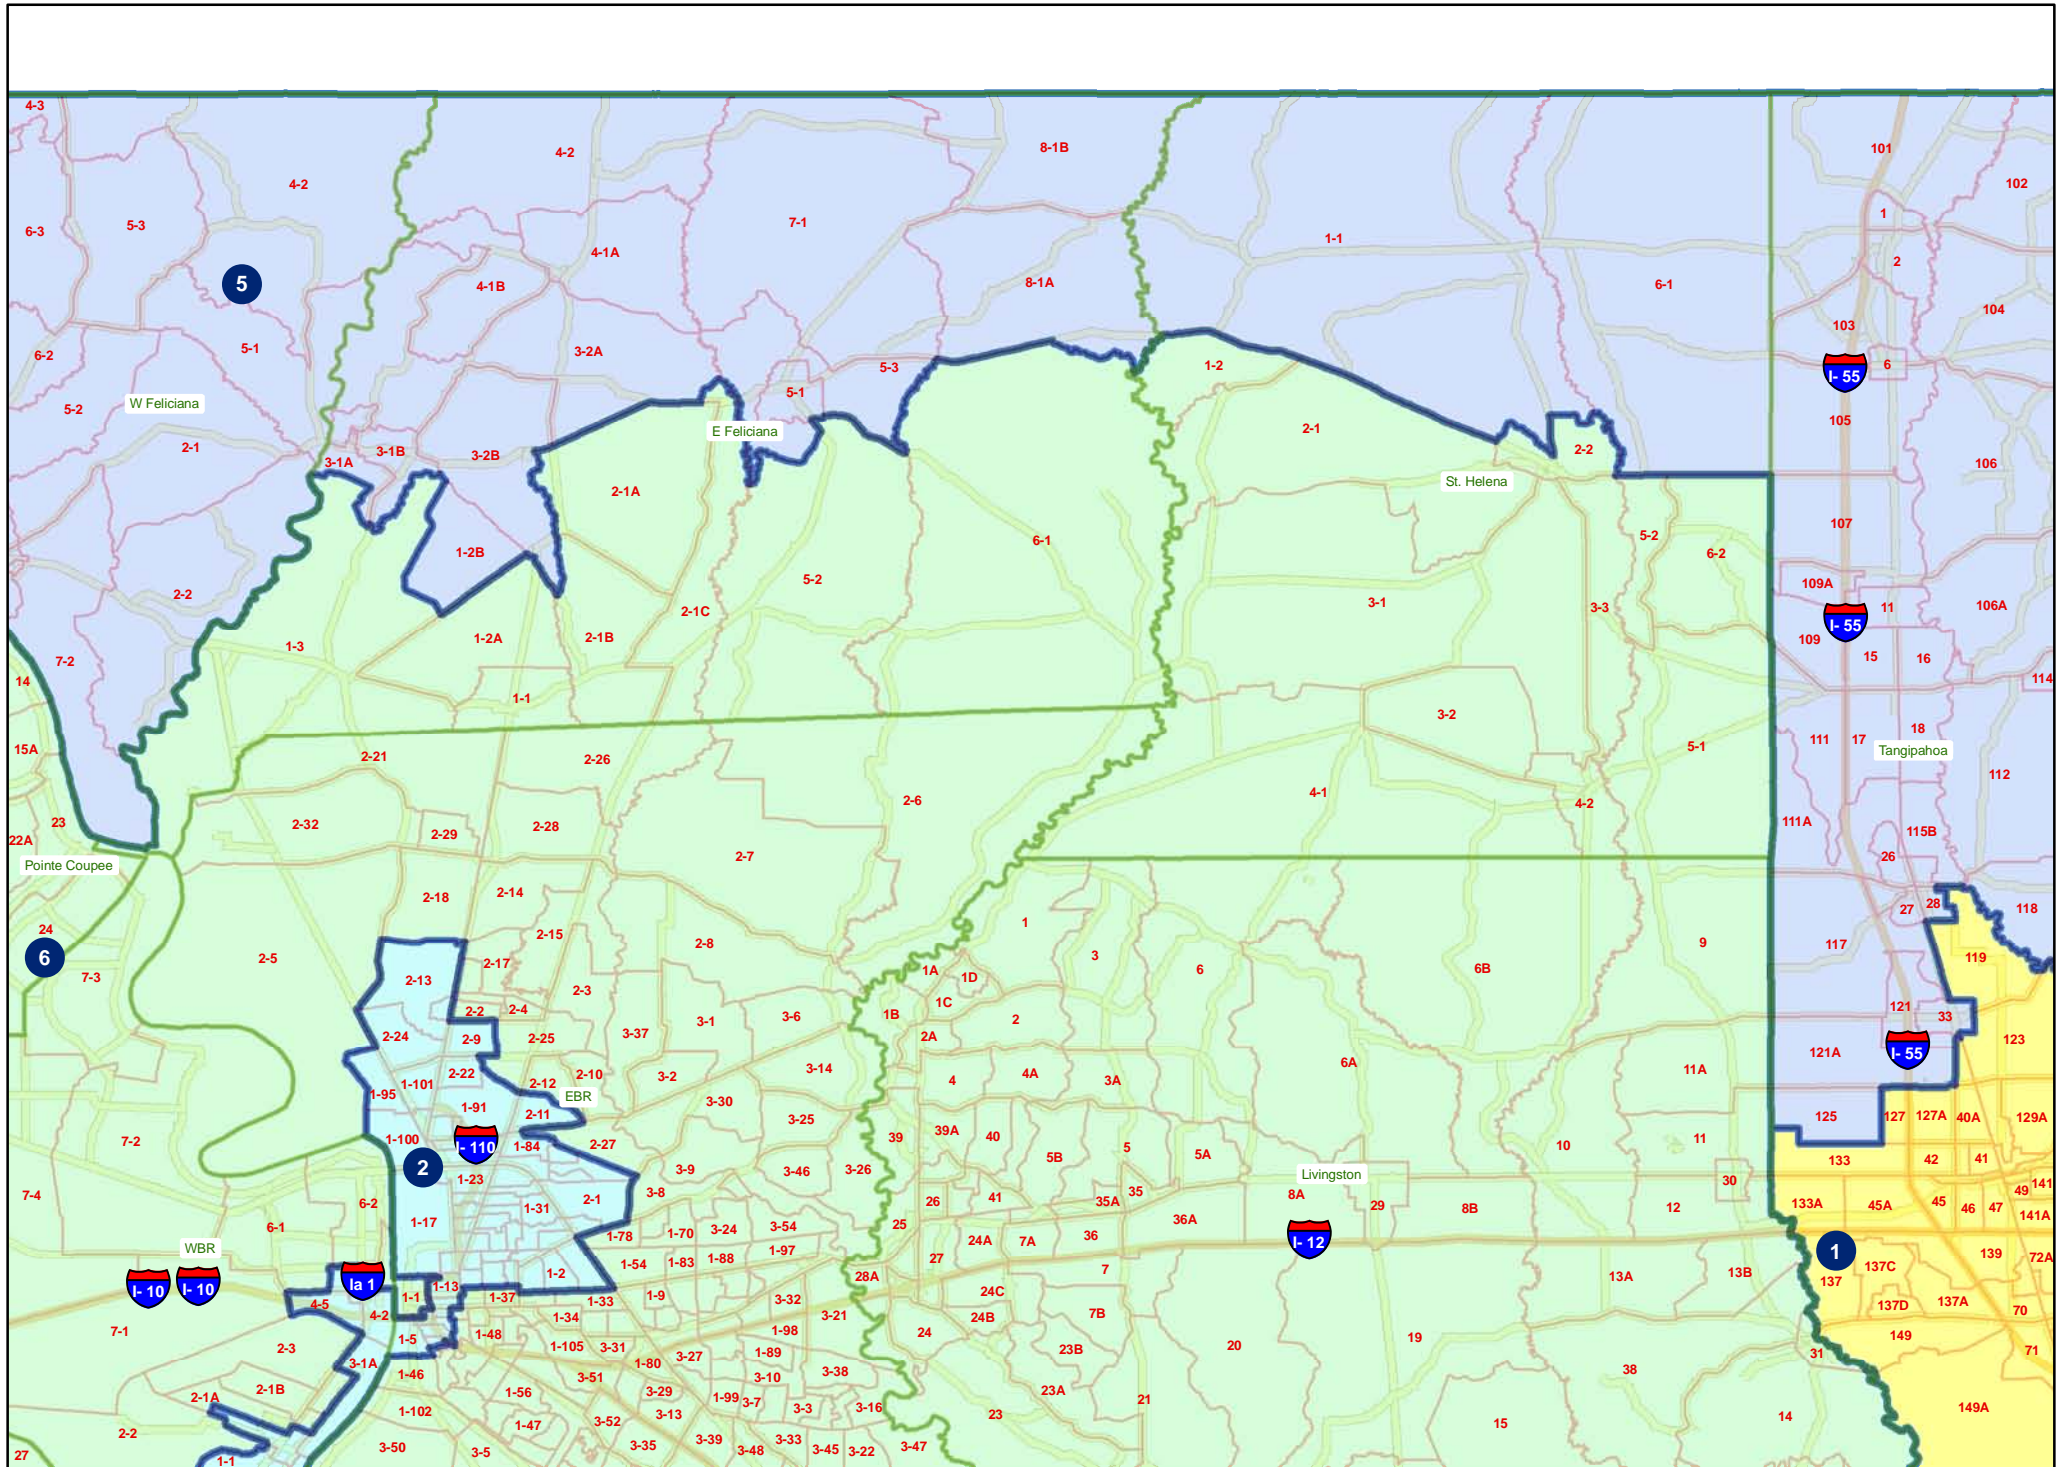 4-3
4-2
8-1B
101
4-2
102
6-3
5-3
7-1
1
4-1A
1-1
2
5
4-1B
8-1A
6-1
104
103
6-2
5-1
3-2A
5-3
1-2
6
I-55
5-2
W Feliciana
5-1
105
2-1
E Feliciana
2-1
3-1A
3-1B
3-2B
2-2
106
St. Helena
2-1A
107
1-2B
6-1
5-2
6-2
2-2
5-2
109A
3-1
3-3
11
106A
I-55
2-1C
1-3
1-2A
2-1B
109
7-2
15
16
14
114
1-1
3-2
15A
2-21
2-26
5-1
111
17
18
Tangipahoa
112
2-6
4-1
4-2
23
2-32
2-29
2-28
111A
115B
22A
Pointe Coupee
2-7
26
2-18
2-14
27
28
118
24
2-15
1
6
2-5
2-8
9
117
119
7-3
2-17
1A
1D
3
6
6B
2-13
2-3
1C
121
2-2
2-4
3-37
3-1
3-6
1B
2
33
2-24
2-9
2-25
2A
6A
121A
I-55
123
2-22
2-10
3-2
3-14
4
4A
3A
11A
1-101
2-12
EBR
1-95
1-91
2-11
3-30
3-25
125
127
127A
40A
129A
7-2
1-100
I-110
1-84
2-27
39
39A
40
5
5A
10
11
2
5B
133
42
41
1-23
3-9
3-46
3-26
Livingston
7-4
6-2
2-1
3-8
26
41
35A
35
8A
29
8B
30
12
133A
45A
45
46
47
49
141
6-1
1-17
1-31
25
36A
141A
WBR
1-78
1-70
3-24
3-54
24A
7A
36
I-12
1
139
72A
I-10
I-10
la 1
1-54
1-83
1-88
1-97
27
7
137
137C
1-2
28A
13A
13B
4-5
1-1
1-13
1-37
1-33
1-9
3-32
24C
137D
137A
70
4-2
1-34
3-21
24B
7B
7-1
1-5
1-48
1-98
24
20
19
149
2-3
1-105
3-31
1-89
23B
31
71
3-1A
1-80
3-27
38
1-46
3-51
3-10
3-38
2-1A
2-1B
1-56
3-29
1-99
3-7
23A
21
149A
1-102
1-47
3-52
3-13
3-3
3-16
23
15
14
2-2
3-50
3-5
3-35
3-39
3-48
3-33
3-45
3-22
3-47
27
1-1